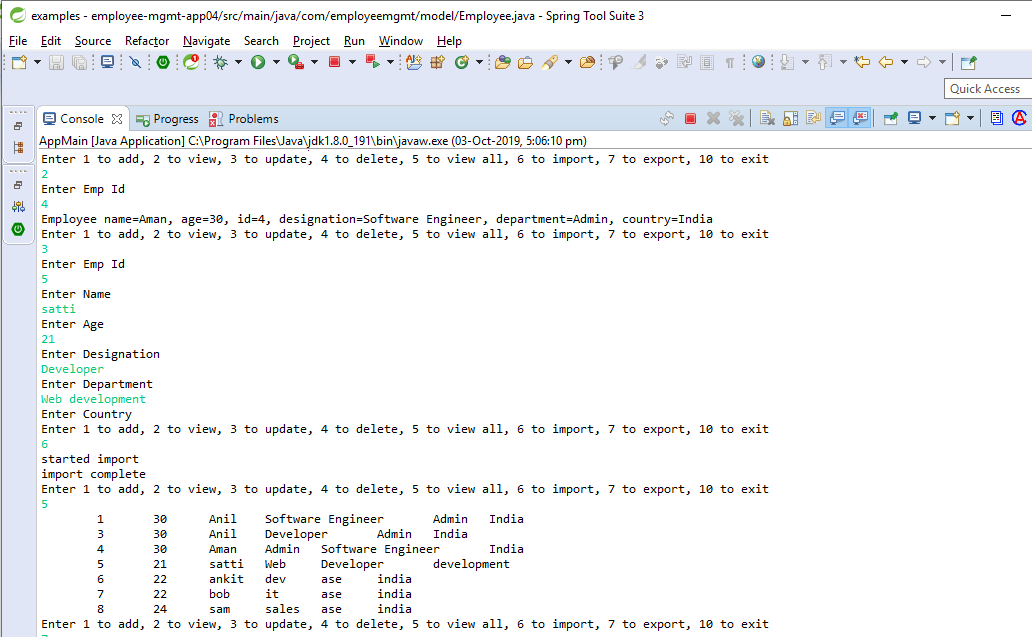 examples - employee-mgmt-app04/src/main/java/com/employeemgmt/model/Employee.java - Spring Tool Suite 3
File Edit Source Refactor Navigate Search Project Run Window Help
Quick Access
Console Progress Problems
AppMain [Java Application] C:\Program Files\Java\jdk1.8.0_191\bin\javaw.exe (03-Oct-2019, 5:06:10 pm)
Enter 1 to add, 2 to view, 3 to update, 4 to delete, 5 to view all, 6 to import, 7 to export, 10 to exit
2
Enter Emp Id
4
Employee name=Aman, age=30, id=4, designation=Software Engineer, department=Admin, country=India
Enter 1 to add, 2 to view, 3 to update, 4 to delete, 5 to view all, 6 to import, 7 to export, 10 to exit
3
Enter Emp Id
5
Enter Name
satti
Enter Age
21
Enter Designation
Developer
Enter Department
Web development
Enter Country
Enter 1 to add, 2 to view, 3 to update, 4 to delete, 5 to view all, 6 to import, 7 to export, 10 to exit
6
started import
import complete
Enter 1 to add, 2 to view, 3 to update, 4 to delete, 5 to view all, 6 to import, 7 to export, 10 to exit
5
1 30 Anil Software Engineer Admin India
3 30 Anil Developer Admin India
4 30 Aman Admin Software Engineer India
5 21 satti Web Developer development
6 22 ankit dev ase india
7 22 bob it ase india
8 24 sam sales ase india
Enter 1 to add, 2 to view, 3 to update, 4 to delete, 5 to view all, 6 to import, 7 to export, 10 to exit